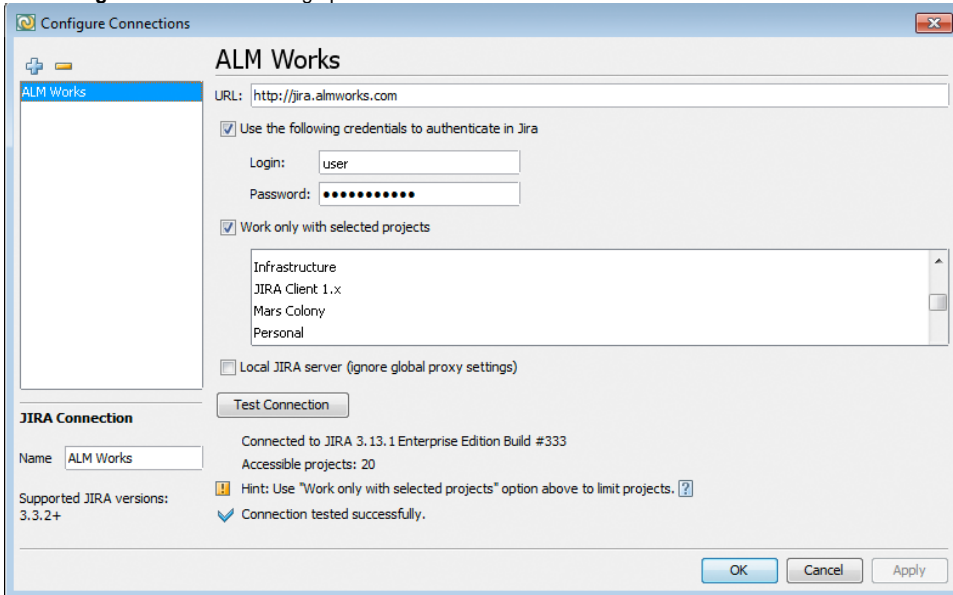 Configure Connections
ALM Works
ALM Works
URL: http://jira.almworks.com
Use the following credentials to authenticate in Jira
Login: user
Password: ●●●●●●●●●●●
Work only with selected projects
Infrastructure
JIRA Client 1.x
Mars Colony
Personal
Local JIRA server (ignore global proxy settings)
Test Connection
JIRA Connection
Connected to JIRA 3.13.1 Enterprise Edition Build #333
Name ALM Works
Accessible projects: 20
Hint: Use "Work only with selected projects" option above to limit projects. ?
Supported JIRA versions:
3.3.2+
Connection tested successfully.
OK Cancel Apply